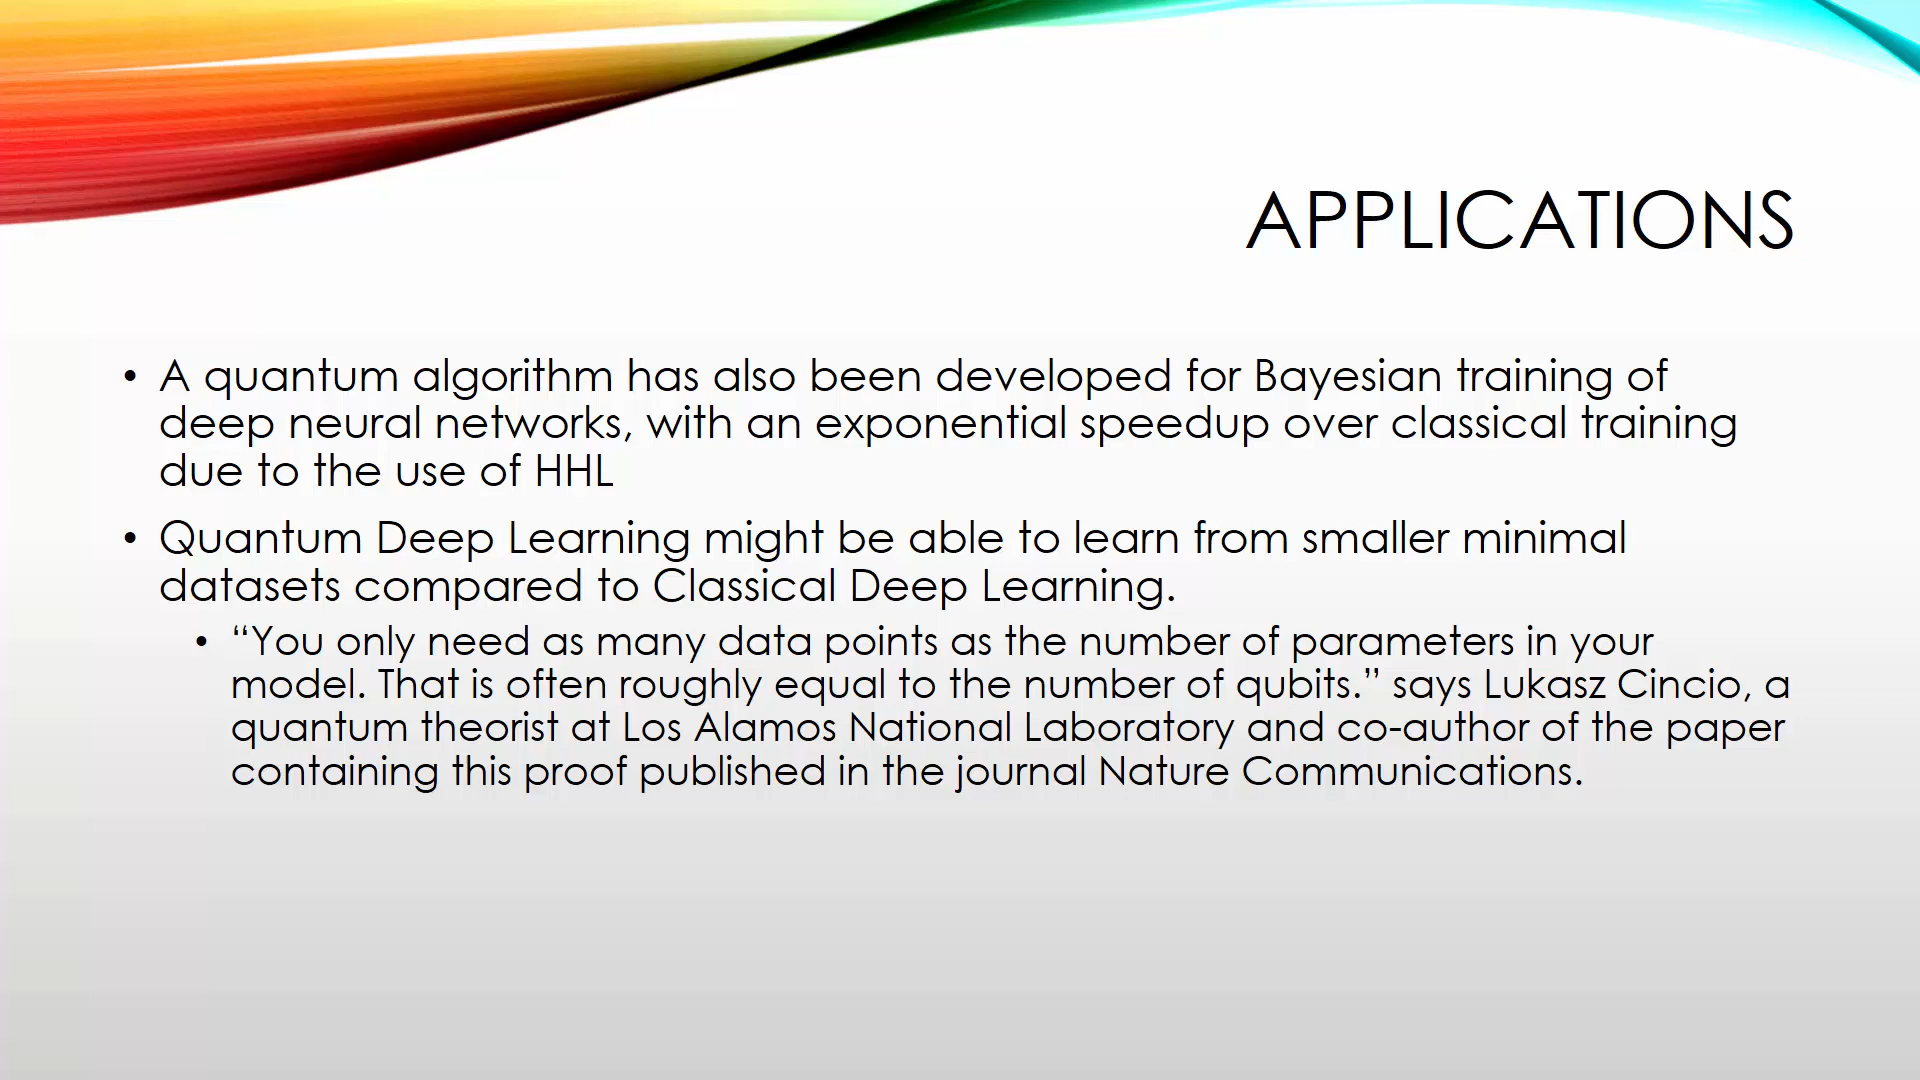 APPLICATIONS
• A quantum algorithm has also been developed for Bayesian training of
deep neural networks, with an exponential speedup over classical training
due to the use of HHL
• Quantum Deep Learning might be able to learn from smaller minimal
datasets compared to Classical Deep Learning.
• “You only need as many data points as the number of parameters in your
model. That is often roughly equal to the number of qubits.” says Lukasz Cincio, a
quantum theorist at Los Alamos National Laboratory and co-author of the paper
containing this proof published in the journal Nature Communications.